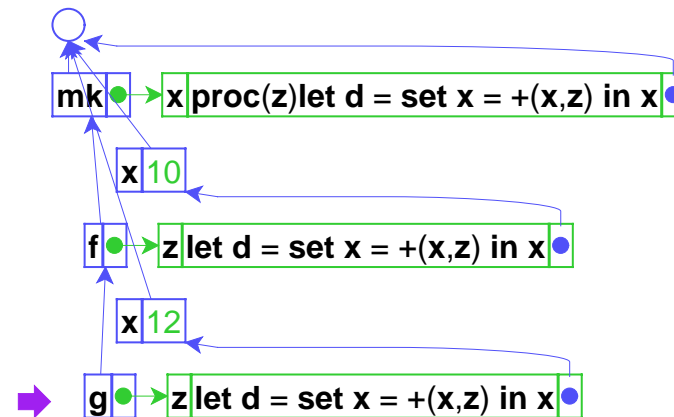 mk x proc(z)let d = set x = +(x,z) in x
x 10
f z let d = set x = +(x,z) in x
x 12
g z let d = set x = +(x,z) in x